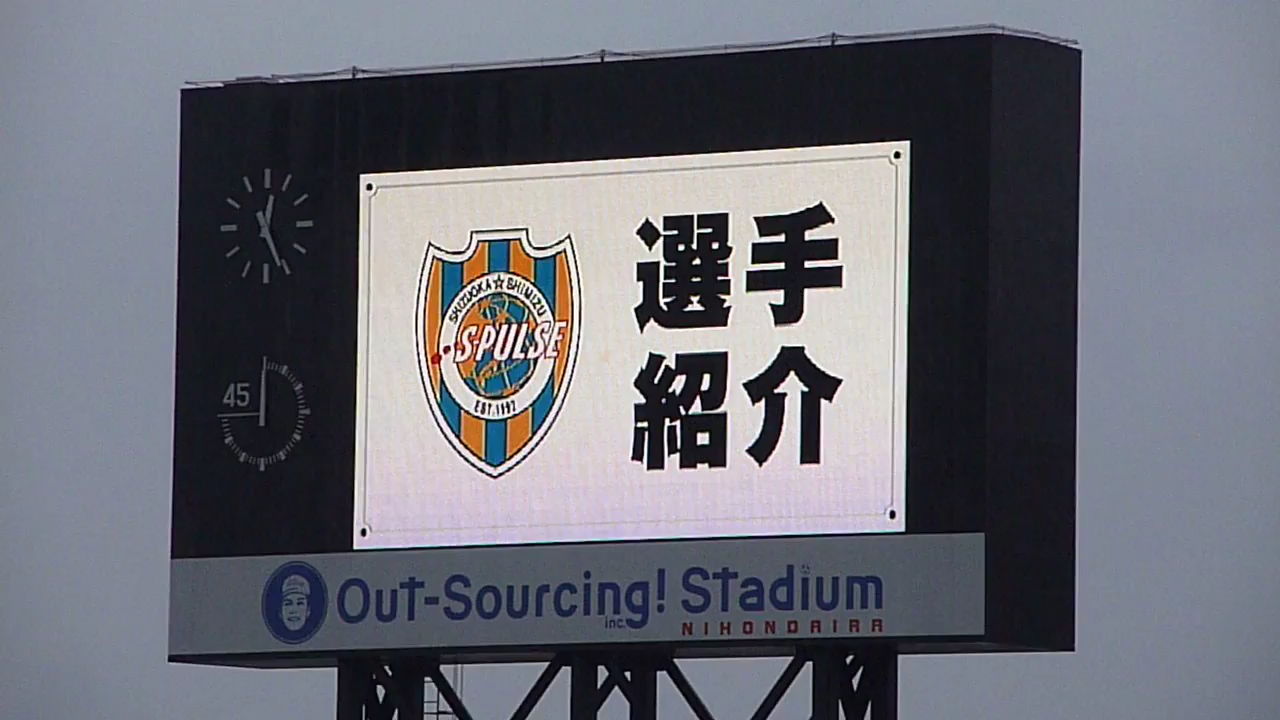 選手
紹介
SHIZUOKA☆SHIMIZU
S-PULSE
EST.1992
45
Out-Sourcing! Stadium
inc.
NIHONDAIRA